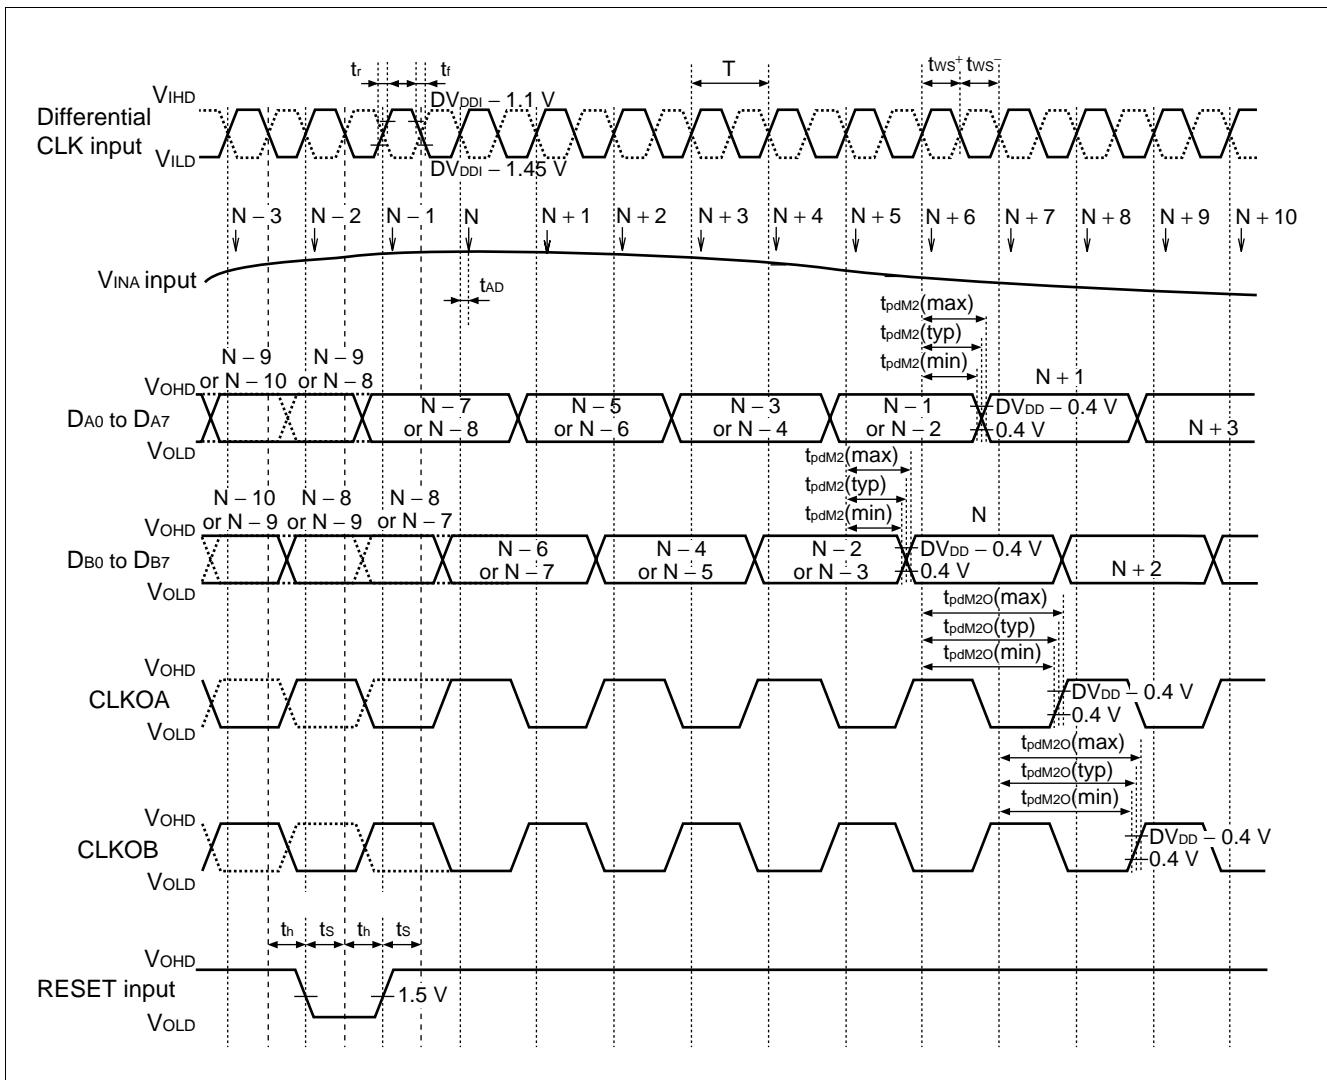 tr tf T tWS+ tWS−
VIHD
Differential
CLK input
VILD
DVDDI – 1.1 V
DVDDI – 1.45 V
N – 3 N – 2 N – 1 N N + 1 N + 2 N + 3 N + 4 N + 5 N + 6 N + 7 N + 8 N + 9 N + 10
VINA input
tAD
tpdM2(max)
tpdM2(typ)
tpdM2(min)
N – 9
or N – 10
N – 9
or N – 8
VOHD
DA0 to DA7
VOLD
N – 7
or N – 8
N – 5
or N – 6
N – 3
or N – 4
N – 1
or N – 2
N + 1
DVDD – 0.4 V
0.4 V
N + 3
tpdM2(max)
tpdM2(typ)
tpdM2(min)
N – 10
or N – 9
N – 8
or N – 9
N – 8
or N – 7
VOHD
DB0 to DB7
VOLD
N – 6
or N – 7
N – 4
or N – 5
N – 2
or N – 3
N
DVDD – 0.4 V
0.4 V
N + 2
tpdM2O(max)
tpdM2O(typ)
tpdM2O(min)
VOHD
CLKOA
VOLD
DVDD – 0.4 V
0.4 V
tpdM2O(max)
tpdM2O(typ)
tpdM2O(min)
VOHD
CLKOB
VOLD
DVDD – 0.4 V
0.4 V
th tS th tS
VOHD
RESET input
VOLD
1.5 V